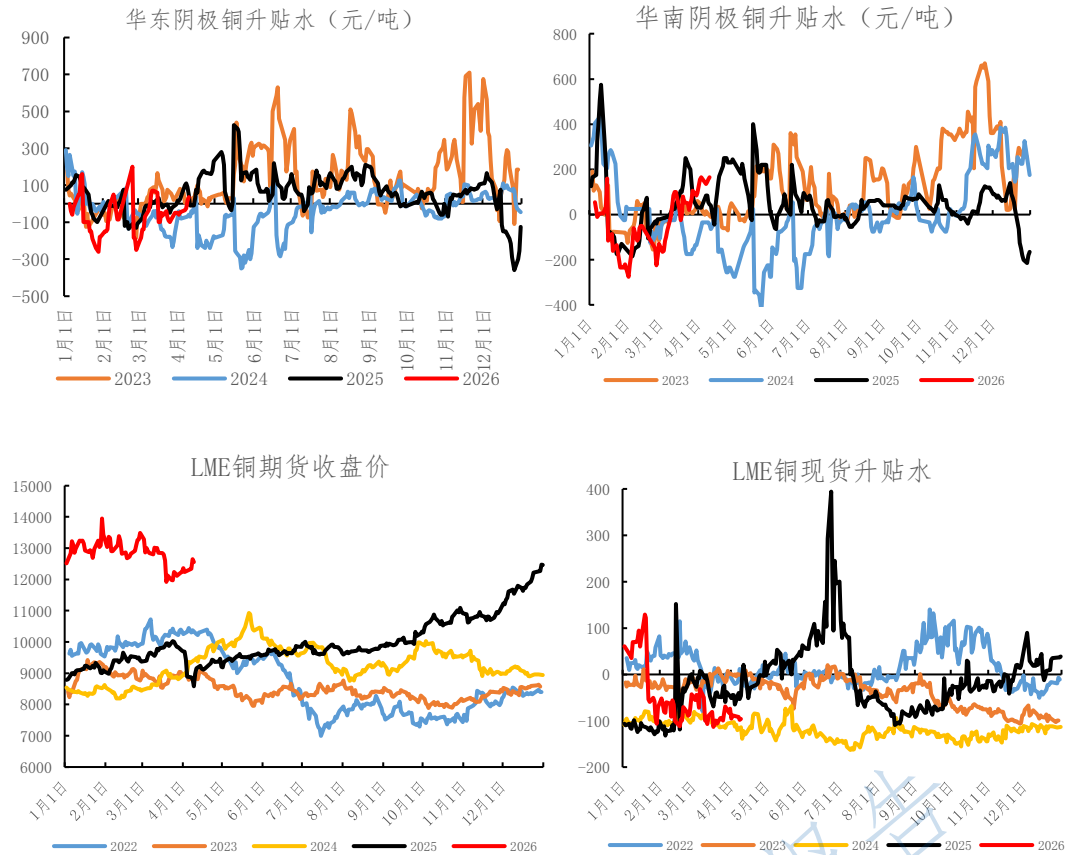 华东阴极铜升贴水（元/吨）
900
700
500
300
100
-100
-300
-500
1月1日
2月1日
3月1日
4月1日
5月1日
6月1日
7月1日
8月1日
9月1日
10月1日
11月1日
12月1日
2023 2024 2025 2026
华南阴极铜升贴水（元/吨）
800
600
400
200
0
-200
-400
1月1日
2月1日
3月1日
4月1日
5月1日
6月1日
7月1日
8月1日
9月1日
10月1日
11月1日
12月1日
2023 2024 2025 2026
LME铜期货收盘价
15000
14000
13000
12000
11000
10000
9000
8000
7000
6000
1月1日
2月1日
3月1日
4月1日
5月1日
6月1日
7月1日
8月1日
9月1日
10月1日
11月1日
12月1日
2022 2023 2024 2025 2026
LME铜现货升贴水
400
300
200
100
0
-100
-200
1月1日
2月1日
3月1日
4月1日
5月1日
6月1日
7月1日
8月1日
9月1日
10月1日
11月1日
12月1日
2022 2023 2024 2025 2026
告